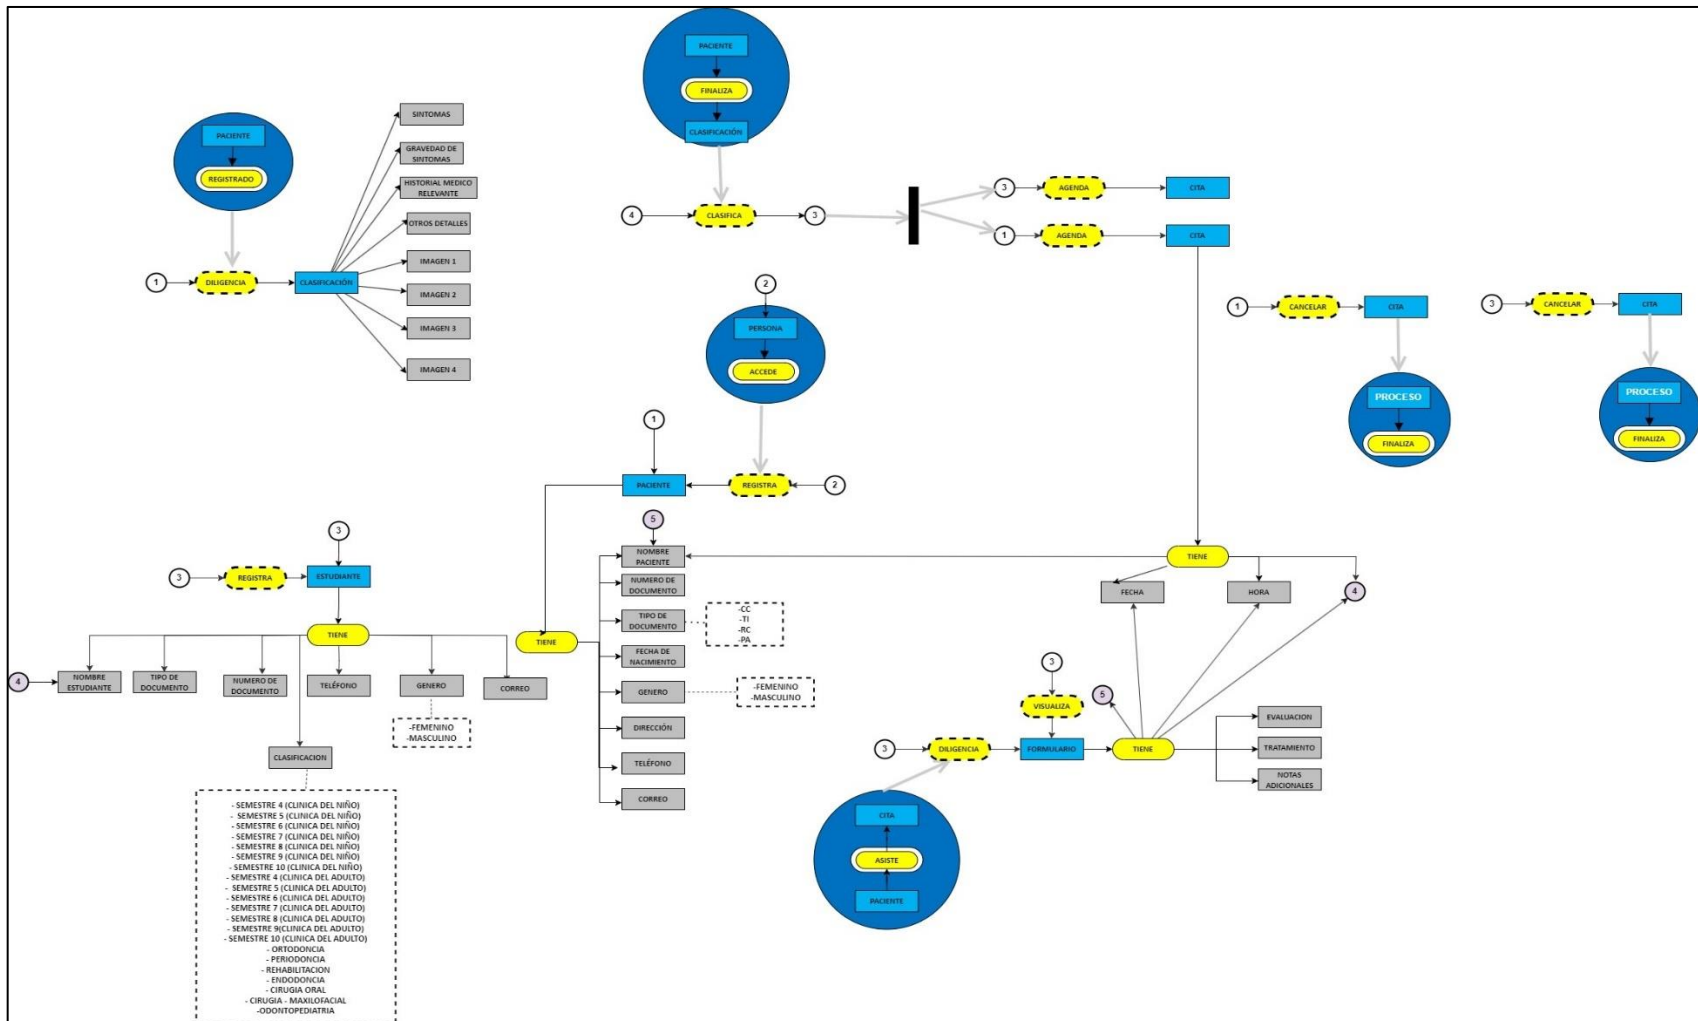 PACIENTE
FINALIZA
CLASIFICACIÓN
PACIENTE
REGISTRADO
SINTOMAS
GRAVEDAD DE
SINTOMAS
HISTORIAL MEDICO
RELEVANTE
OTROS DETALLES
IMAGEN 1
IMAGEN 2
IMAGEN 3
IMAGEN 4
1
DILIGENCIA
CLASIFICACIÓN
4
CLASIFICA
3
3
AGENDA
CITA
1
AGENDA
CITA
2
PERSONA
ACCEDE
1
CANCELAR
CITA
PROCESO
FINALIZA
3
CANCELAR
CITA
PROCESO
FINALIZA
1
PACIENTE
REGISTRA
2
3
3
REGISTRA
ESTUDIANTE
TIENE
4
NOMBRE
ESTUDIANTE
TIPO DE
DOCUMENTO
NUMERO DE
DOCUMENTO
TELÉFONO
GENERO
CORREO
-FEMENINO
-MASCULINO
CLASIFICACION
- SEMESTRE 4 (CLINICA DEL NIÑO)
- SEMESTRE 5 (CLINICA DEL NIÑO)
- SEMESTRE 6 (CLINICA DEL NIÑO)
- SEMESTRE 7 (CLINICA DEL NIÑO)
- SEMESTRE 8 (CLINICA DEL NIÑO)
- SEMESTRE 9 (CLINICA DEL NIÑO)
- SEMESTRE 10 (CLINICA DEL NIÑO)
- SEMESTRE 4 (CLINICA DEL ADULTO)
- SEMESTRE 5 (CLINICA DEL ADULTO)
- SEMESTRE 6 (CLINICA DEL ADULTO)
- SEMESTRE 7 (CLINICA DEL ADULTO)
- SEMESTRE 8 (CLINICA DEL ADULTO)
- SEMESTRE 9(CLINICA DEL ADULTO)
- SEMESTRE 10 (CLINICA DEL ADULTO)
- ORTODONCIA
- PERIODONCIA
- REHABILITACION
- ENDODONCIA
- CIRUGIA ORAL
- CIRUGIA - MAXILOFACIAL
-ODONTOPEDIATRIA
TIENE
5
NOMBRE
PACIENTE
NUMERO DE
DOCUMENTO
TIPO DE
DOCUMENTO
-CC
-TI
-RC
-PA
FECHA DE
NACIMIENTO
GENERO
-FEMENINO
-MASCULINO
DIRECCIÓN
TELÉFONO
CORREO
TIENE
FECHA
HORA
4
3
VISUALIZA
5
3
DILIGENCIA
FORMULARIO
TIENE
EVALUACION
TRATAMIENTO
NOTAS
ADICIONALES
CITA
ASISTE
PACIENTE